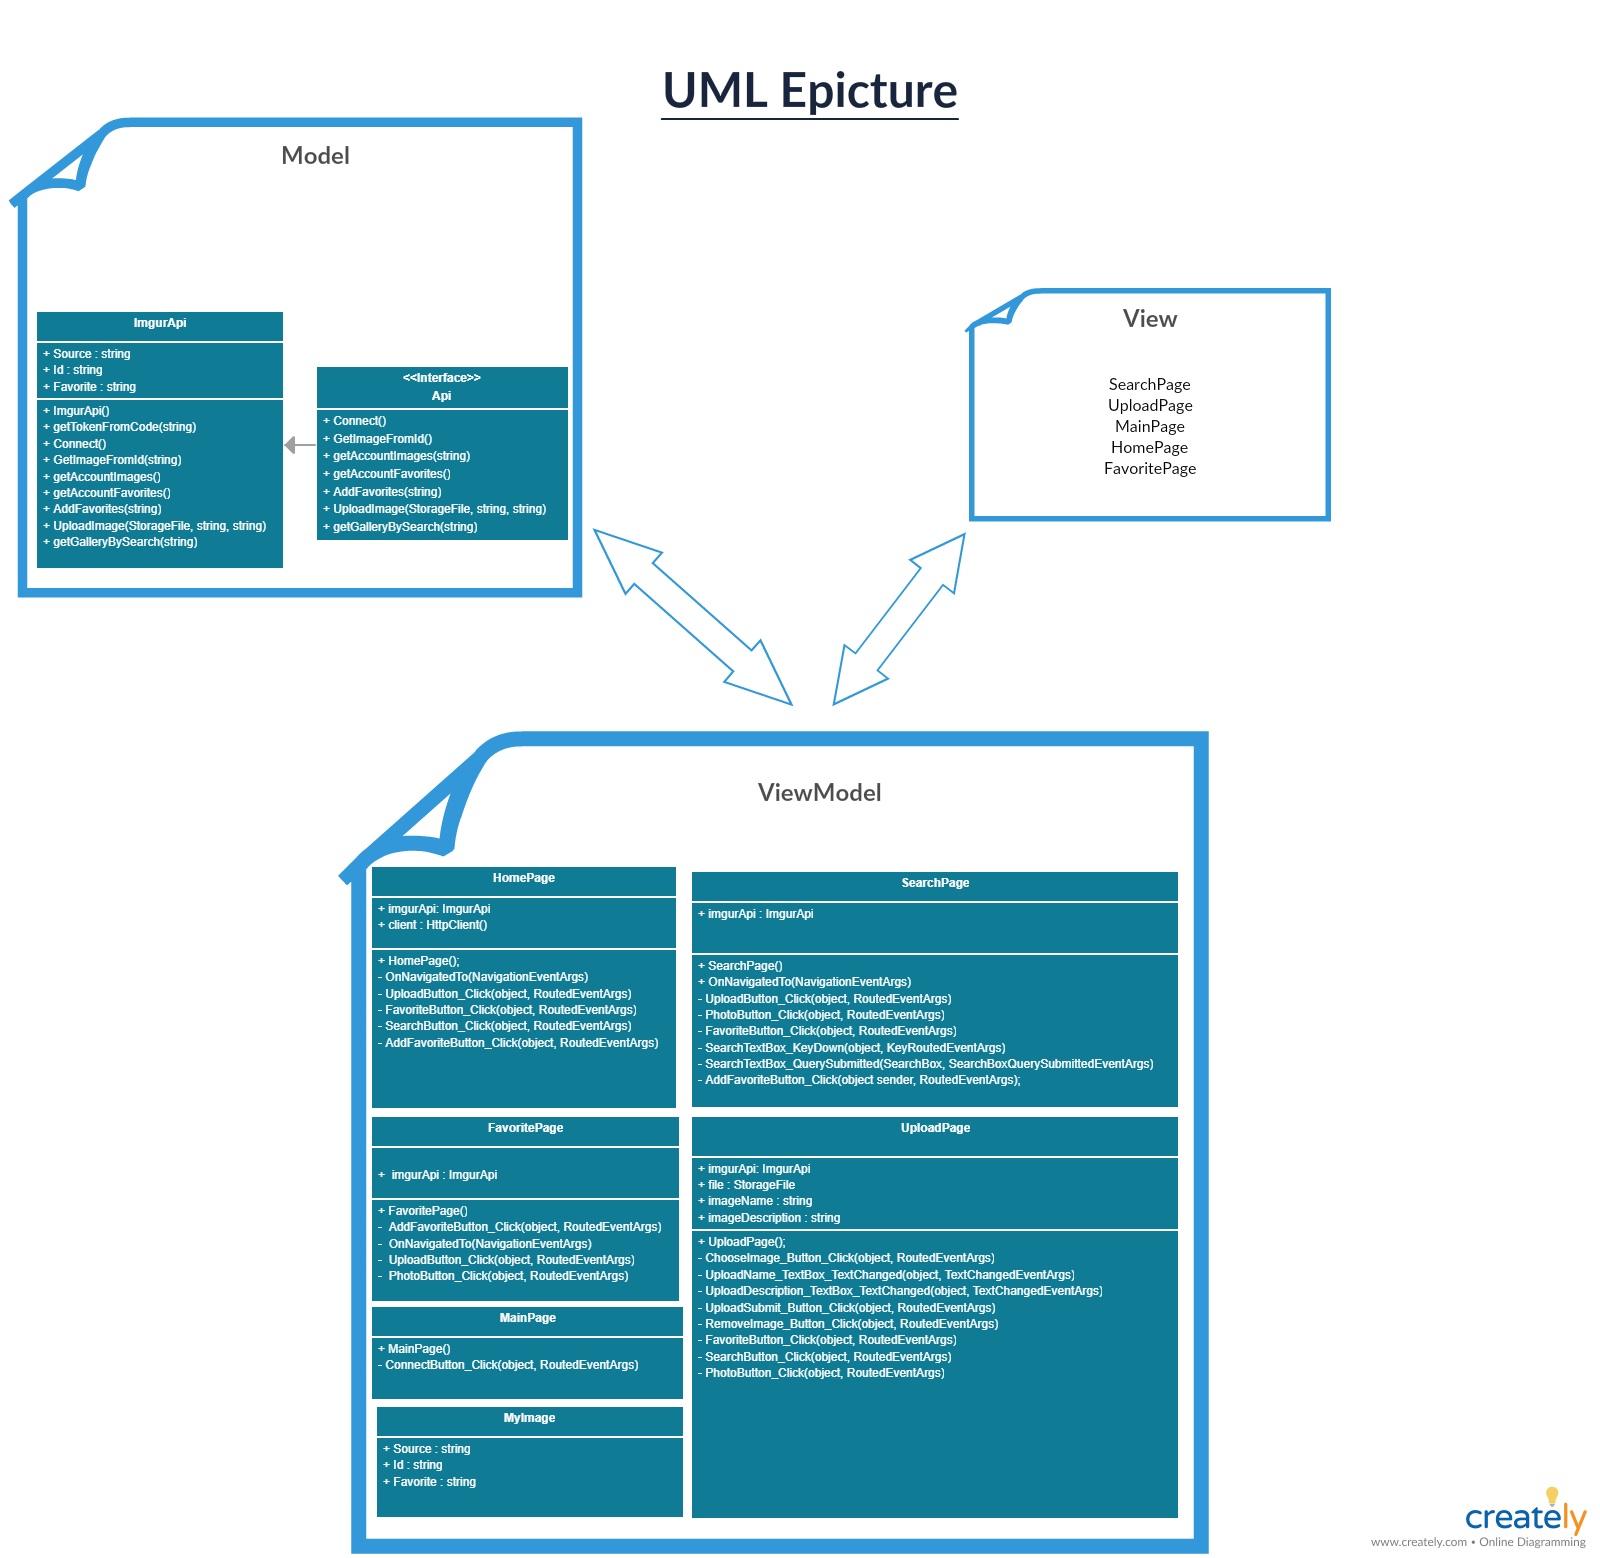 UML Epicture
Model
ImgurApi
+ Source : string
+ Id : string
+ Favorite : string
+ ImgurApi()
+ getTokenFromCode(string)
+ Connect()
+ GetImageFromId(string)
+ getAccountImages()
+ getAccountFavorites()
+ AddFavorites(string)
+ UploadImage(StorageFile, string, string)
+ getGalleryBySearch(string)
<<Interface>>
Api
+ Connect()
+ GetImageFromId()
+ getAccountImages(string)
+ getAccountFavorites()
+ AddFavorites(string)
+ UploadImage(StorageFile, string, string)
+ getGalleryBySearch(string)
View
SearchPage
UploadPage
MainPage
HomePage
FavoritePage
ViewModel
HomePage
+ imgurApi: ImgurApi
+ client : HttpClient()
+ HomePage();
- OnNavigatedTo(NavigationEventArgs)
- UploadButton_Click(object, RoutedEventArgs)
- FavoriteButton_Click(object, RoutedEventArgs)
- SearchButton_Click(object, RoutedEventArgs)
- AddFavoriteButton_Click(object, RoutedEventArgs)
SearchPage
+ imgurApi : ImgurApi
+ SearchPage()
+ OnNavigatedTo(NavigationEventArgs)
- UploadButton_Click(object, RoutedEventArgs)
- PhotoButton_Click(object, RoutedEventArgs)
- FavoriteButton_Click(object, RoutedEventArgs)
- SearchTextBox_KeyDown(object, KeyRoutedEventArgs)
- SearchTextBox_QuerySubmitted(SearchBox, SearchBoxQuerySubmittedEventArgs)
- AddFavoriteButton_Click(object sender, RoutedEventArgs);
FavoritePage
+ imgurApi : ImgurApi
+ FavoritePage()
- AddFavoriteButton_Click(object, RoutedEventArgs)
- OnNavigatedTo(NavigationEventArgs)
- UploadButton_Click(object, RoutedEventArgs)
- PhotoButton_Click(object, RoutedEventArgs)
UploadPage
+ imgurApi: ImgurApi
+ file : StorageFile
+ imageName : string
+ imageDescription : string
+ UploadPage();
- ChooseImage_Button_Click(object, RoutedEventArgs)
- UploadName_TextBox_TextChanged(object, TextChangedEventArgs)
- UploadDescription_TextBox_TextChanged(object, TextChangedEventArgs)
- UploadSubmit_Button_Click(object, RoutedEventArgs)
- RemoveImage_Button_Click(object, RoutedEventArgs)
- FavoriteButton_Click(object, RoutedEventArgs)
- SearchButton_Click(object, RoutedEventArgs)
- PhotoButton_Click(object, RoutedEventArgs)
MainPage
+ MainPage()
- ConnectButton_Click(object, RoutedEventArgs)
MyImage
+ Source : string
+ Id : string
+ Favorite : string
creately
www.creately.com • Online Diagramming